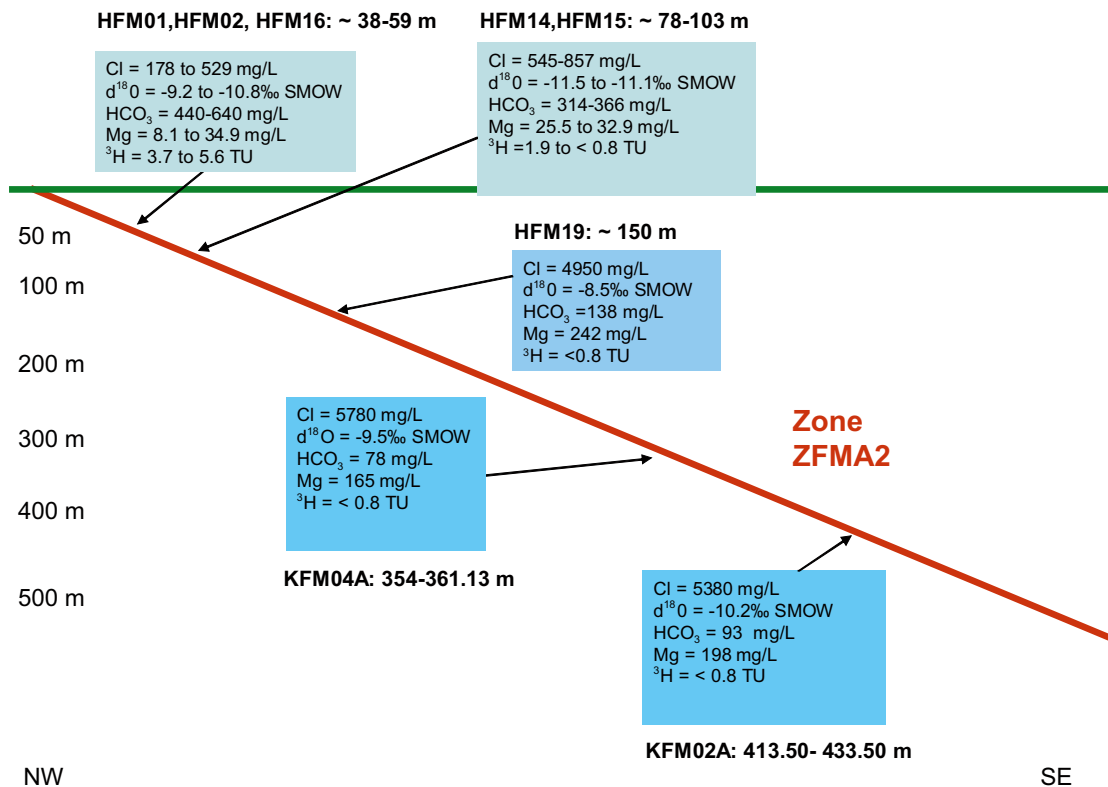 HFM01,HFM02, HFM16: ~ 38-59 m
Cl = 178 to 529 mg/L
d¹⁸0 = -9.2 to -10.8‰ SMOW
HCO₃ = 440-640 mg/L
Mg = 8.1 to 34.9 mg/L
³H = 3.7 to 5.6 TU
HFM14,HFM15: ~ 78-103 m
Cl = 545-857 mg/L
d¹⁸0 = -11.5 to -11.1‰ SMOW
HCO₃ = 314-366 mg/L
Mg = 25.5 to 32.9 mg/L
³H =1.9 to < 0.8 TU
50 m
100 m
200 m
300 m
400 m
500 m
HFM19: ~ 150 m
Cl = 4950 mg/L
d¹⁸0 = -8.5‰ SMOW
HCO₃ =138 mg/L
Mg = 242 mg/L
³H = <0.8 TU
Cl = 5780 mg/L
d¹⁸O = -9.5‰ SMOW
HCO₃ = 78 mg/L
Mg = 165 mg/L
³H = < 0.8 TU
KFM04A: 354-361.13 m
Zone
ZFMA2
Cl = 5380 mg/L
d¹⁸0 = -10.2‰ SMOW
HCO₃ = 93 mg/L
Mg = 198 mg/L
³H = < 0.8 TU
KFM02A: 413.50- 433.50 m
NW
SE